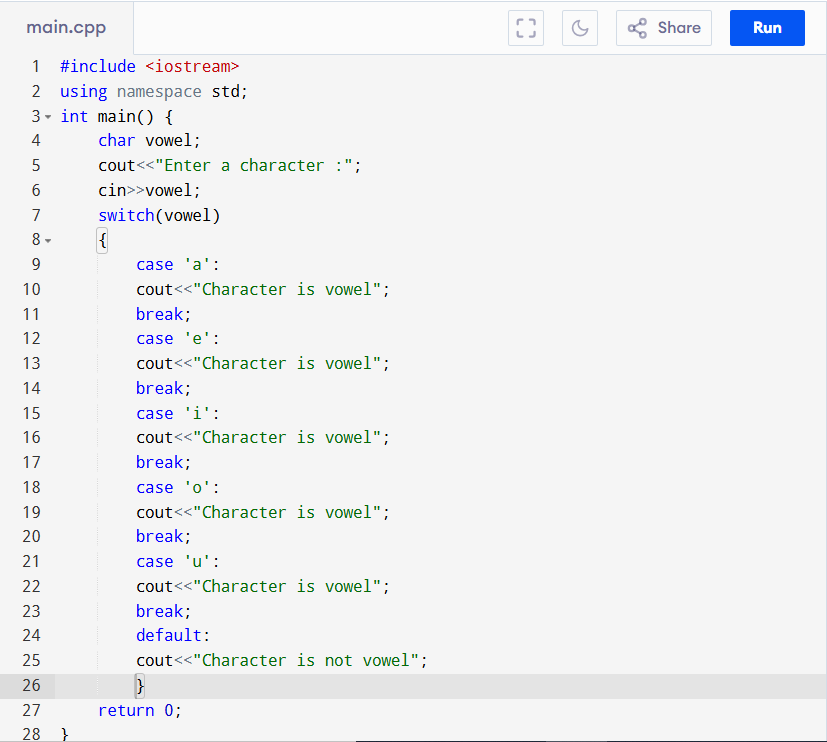 main.cpp
Share
Run
1 #include <iostream>
2 using namespace std;
3 int main() {
4     char vowel;
5     cout<<"Enter a character :";
6     cin>>vowel;
7     switch(vowel)
8     {
9         case 'a':
10         cout<<"Character is vowel";
11         break;
12         case 'e':
13         cout<<"Character is vowel";
14         break;
15         case 'i':
16         cout<<"Character is vowel";
17         break;
18         case 'o':
19         cout<<"Character is vowel";
20         break;
21         case 'u':
22         cout<<"Character is vowel";
23         break;
24         default:
25         cout<<"Character is not vowel";
26         }
27     return 0;
28 }